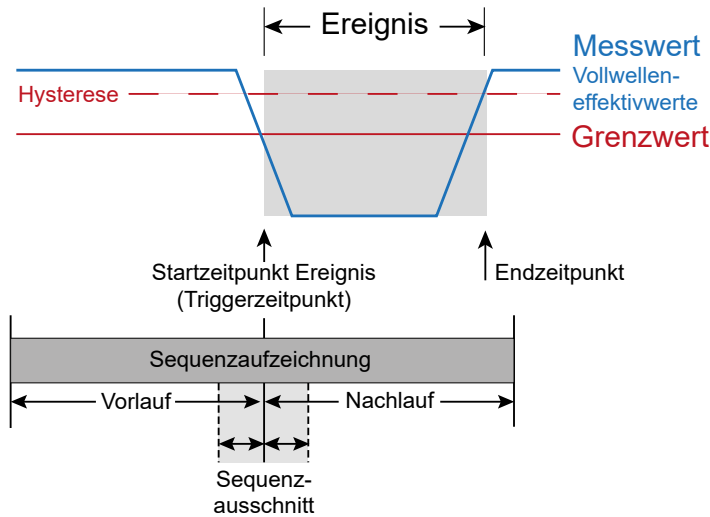 Ereignis
Messwert
Vollwellen-
effektivwerte
Hysterese
Grenzwert
Startzeitpunkt Ereignis
(Triggerzeitpunkt)
Endzeitpunkt
Sequenzaufzeichnung
Vorlauf
Nachlauf
Sequenz-
ausschnitt